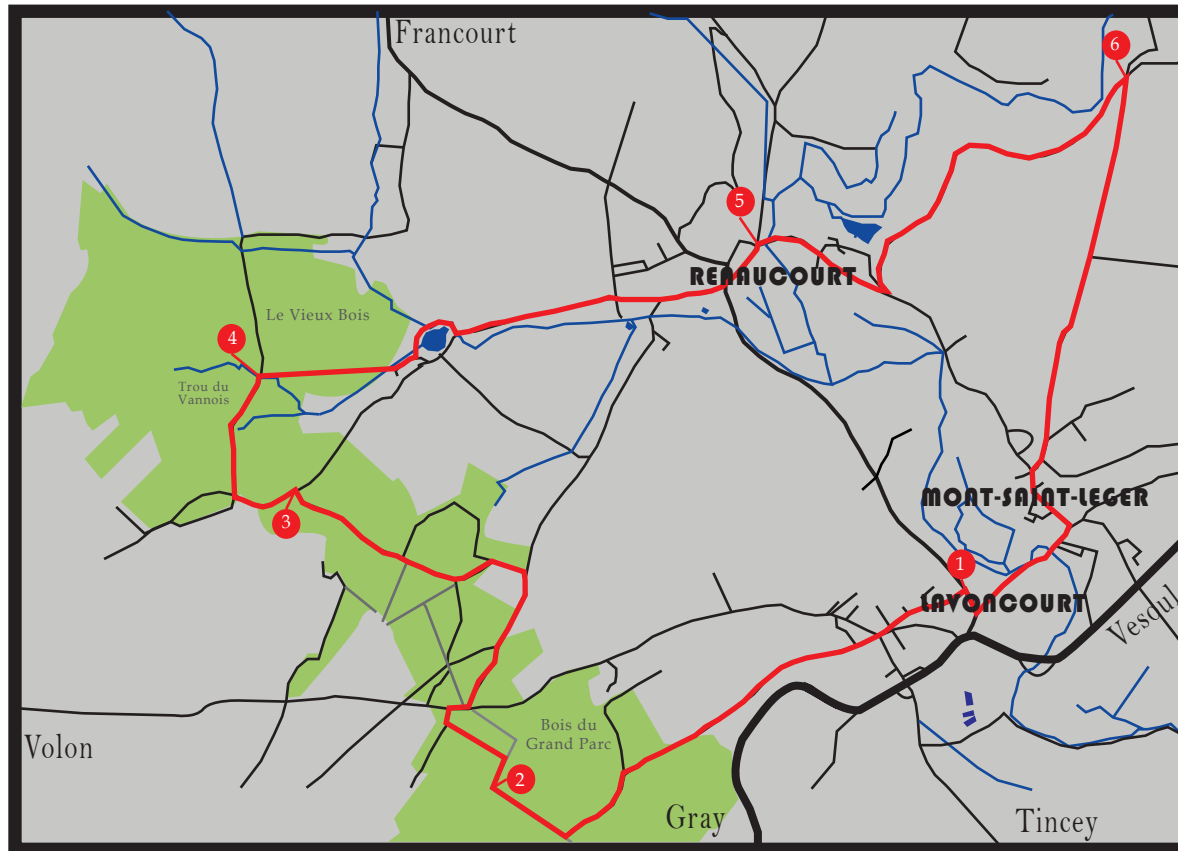 Francourt
6
5
RENAUCOURT
Le Vieux Bois
4
Trou du
Vannois
MONT-SAINT-LEGER
3
1
LAVONCOURT
Vesoul
Bois du
Grand Parc
Volon
2
Gray
Tincey